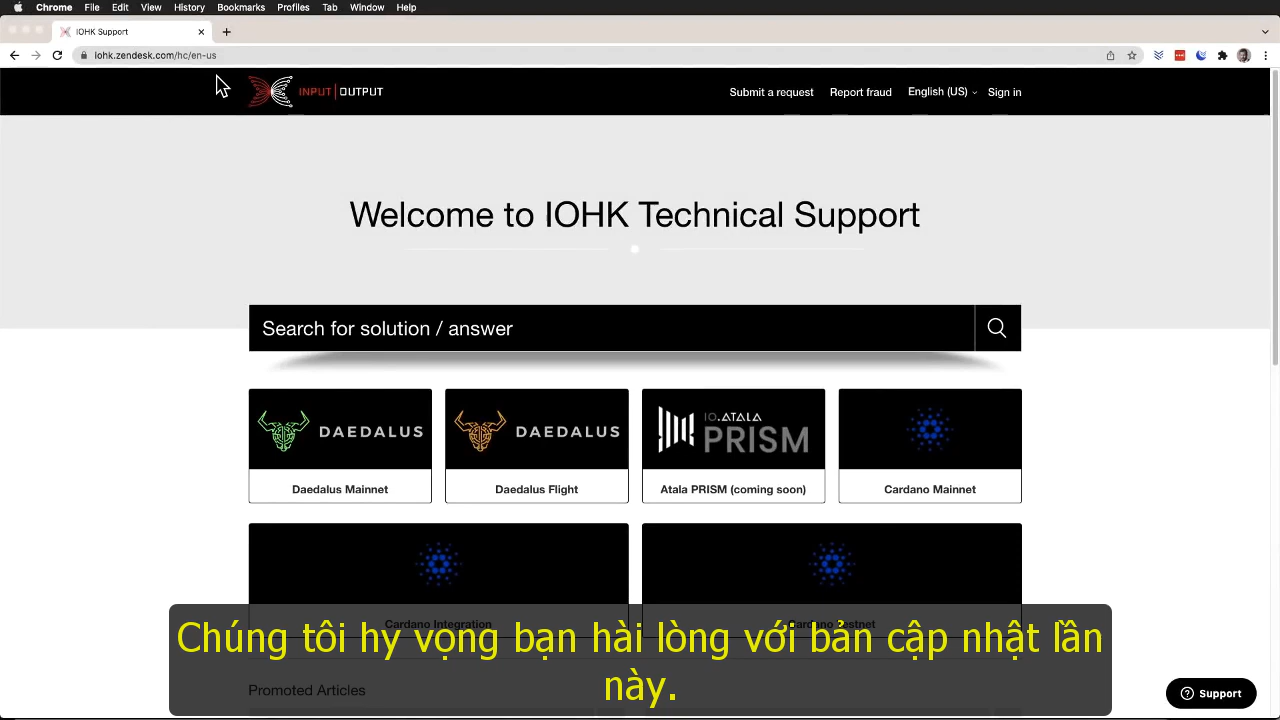 Chrome File Edit View History Bookmarks Profiles Tab Window Help
IOHK Support
iohk.zendesk.com/hc/en-us
INPUT OUTPUT Submit a request Report fraud English (US) Sign in
Welcome to IOHK Technical Support
Search for solution / answer
DAEDALUS DAEDALUS IO.ATALA PRISM
Daedalus Mainnet Daedalus Flight Atala PRISM (coming soon) Cardano Mainnet
Cardano Integration Cardano Testnet
Chúng tôi hy vọng bạn hài lòng với bản cập nhật lần
này.
Promoted Articles
Support